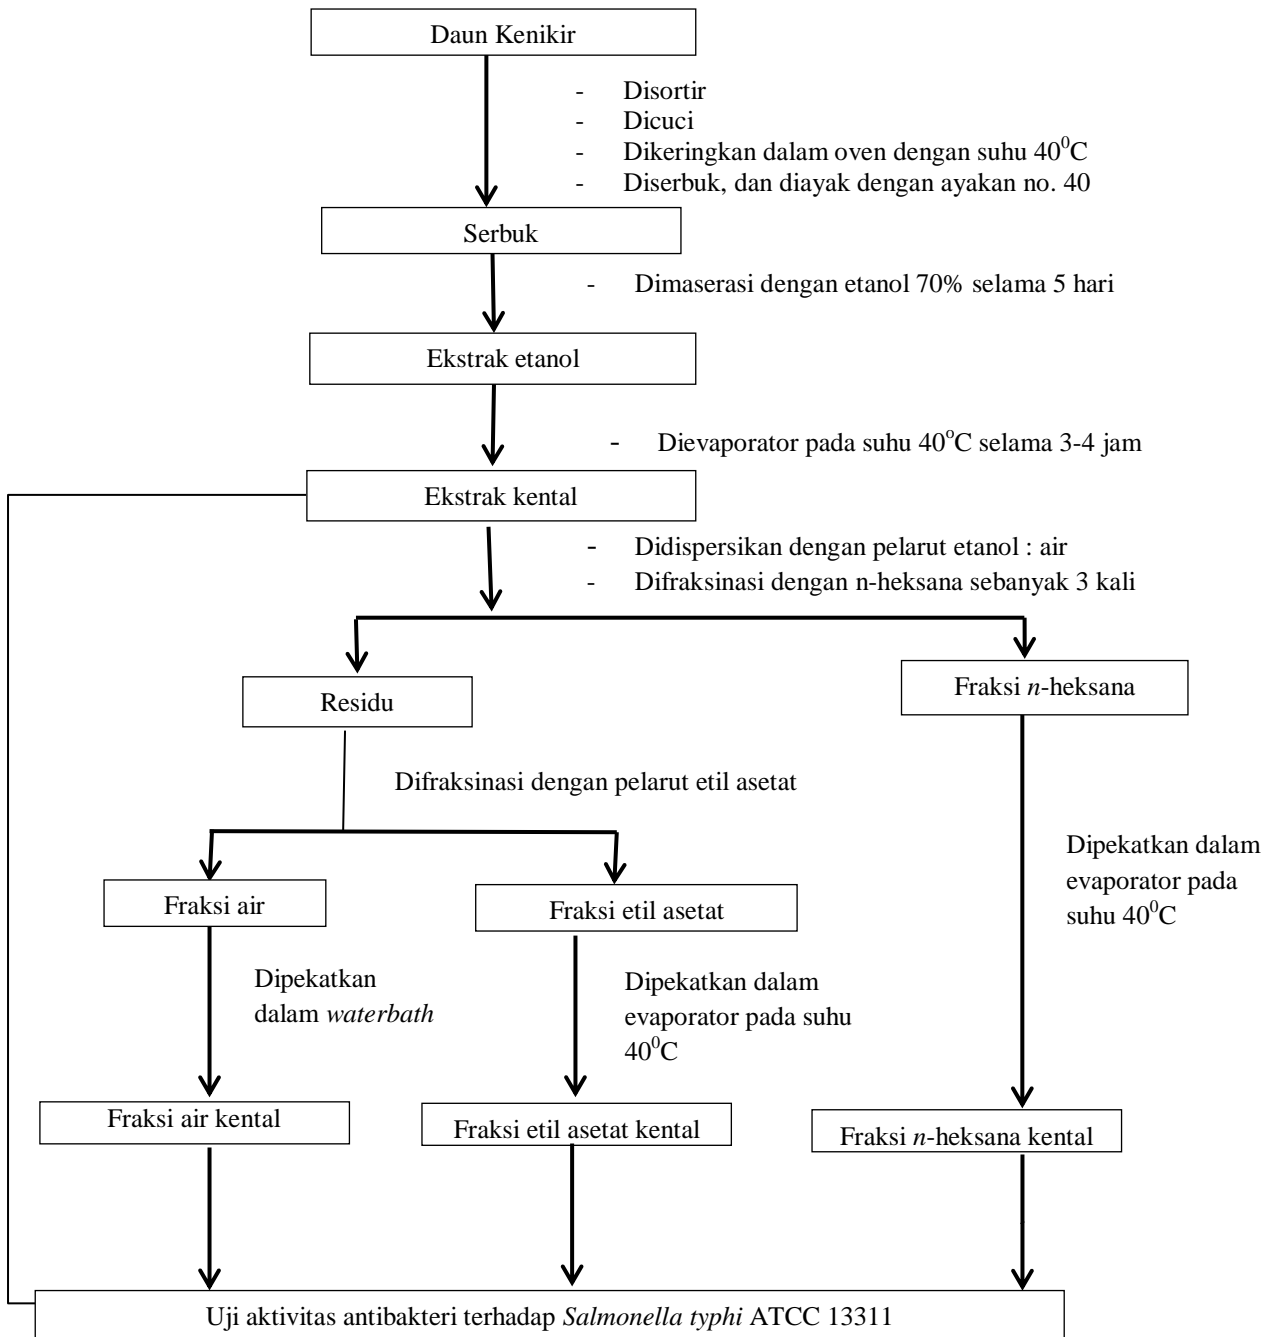 Daun Kenikir
- Disortir
- Dicuci
- Dikeringkan dalam oven dengan suhu 40⁰C
- Diserbuk, dan diayak dengan ayakan no. 40
Serbuk
- Dimaserasi dengan etanol 70% selama 5 hari
Ekstrak etanol
- Dievaporator pada suhu 40ᵒC selama 3-4 jam
Ekstrak kental
- Didispersikan dengan pelarut etanol : air
- Difraksinasi dengan n-heksana sebanyak 3 kali
Residu
Fraksi n-heksana
Difraksinasi dengan pelarut etil asetat
Fraksi air
Fraksi etil asetat
Dipekatkan dalam
evaporator pada
suhu 40⁰C
Dipekatkan
dalam waterbath
Dipekatkan dalam
evaporator pada suhu
40⁰C
Fraksi air kental
Fraksi etil asetat kental
Fraksi n-heksana kental
Uji aktivitas antibakteri terhadap Salmonella typhi ATCC 13311